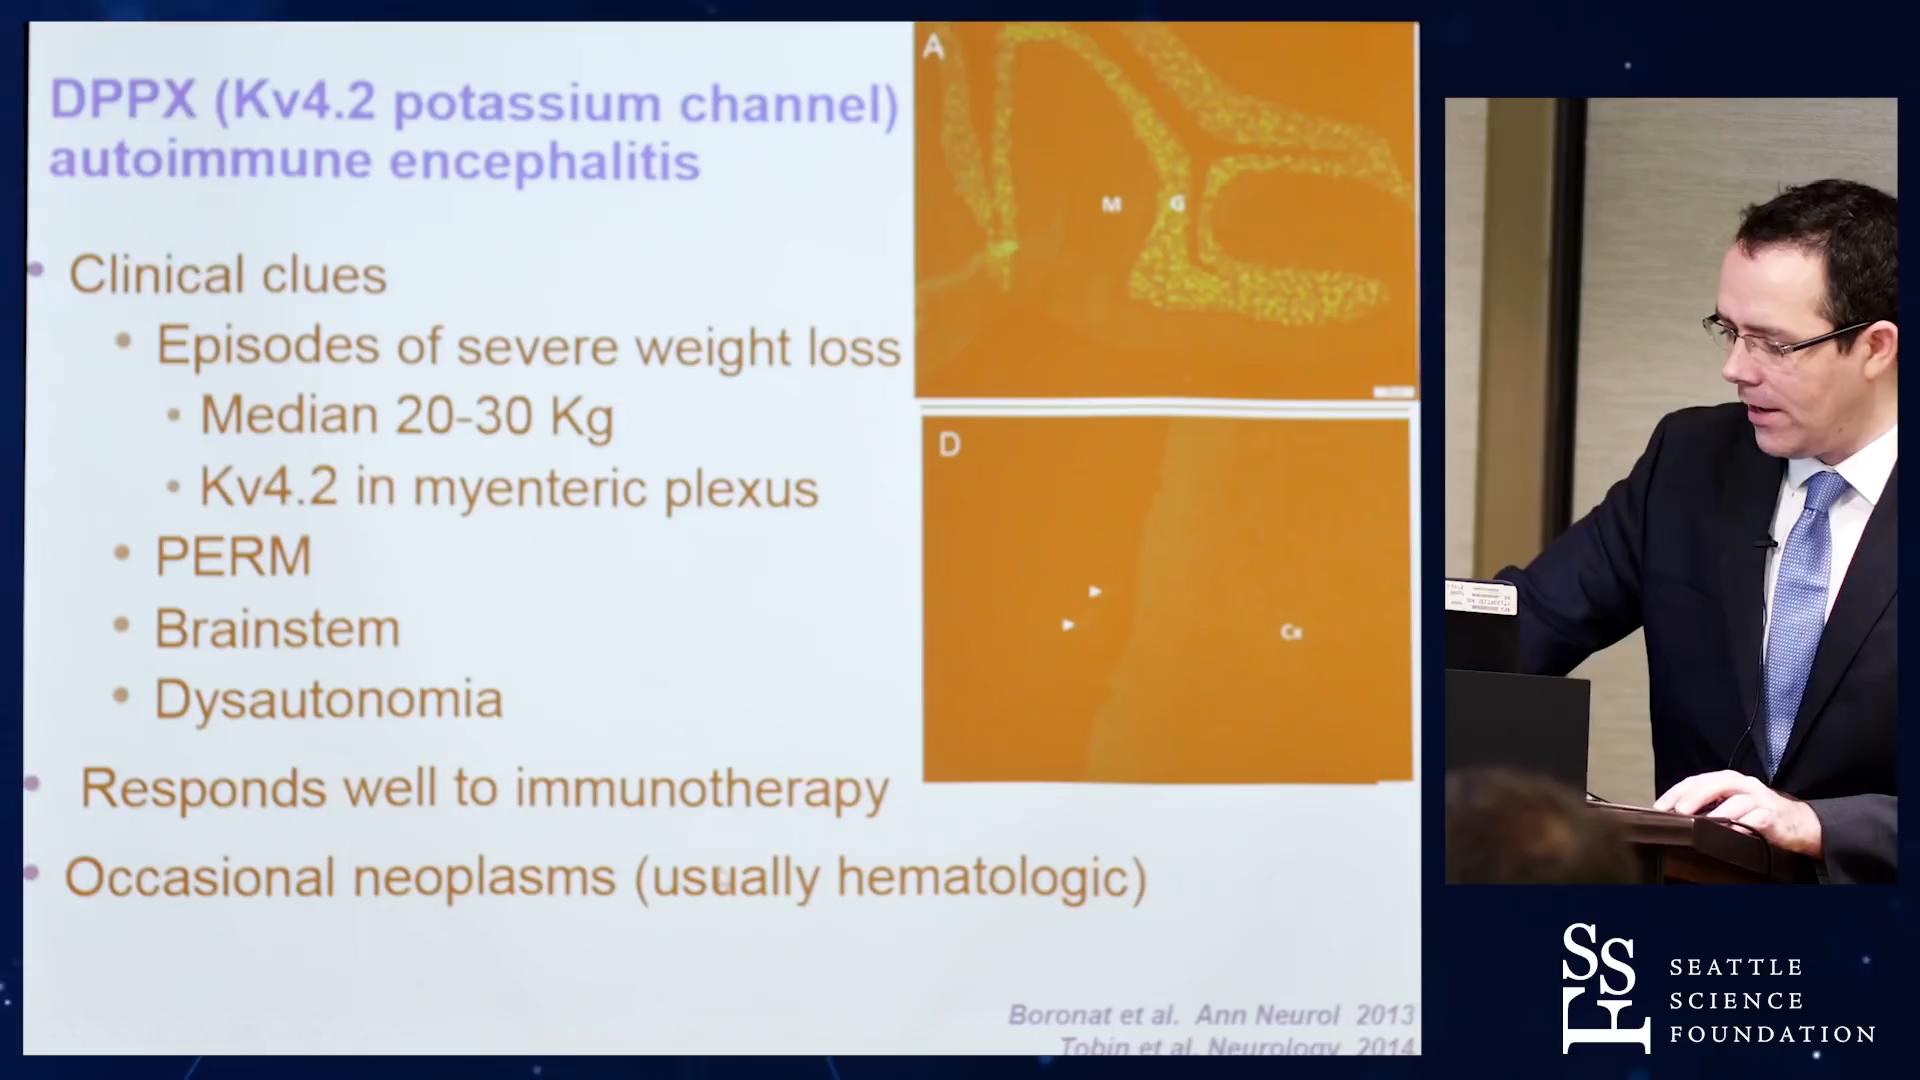 DPPX (Kv4.2 potassium channel)
autoimmune encephalitis
• Clinical clues
• Episodes of severe weight loss
• Median 20-30 Kg
• Kv4.2 in myenteric plexus
• PERM
• Brainstem
• Dysautonomia
• Responds well to immunotherapy
• Occasional neoplasms (usually hematologic)
Boronat et al. Ann Neurol 2013
Tobin et al. Neurology 2014
A
M G
D
Cx
SSF
SEATTLE
SCIENCE
FOUNDATION